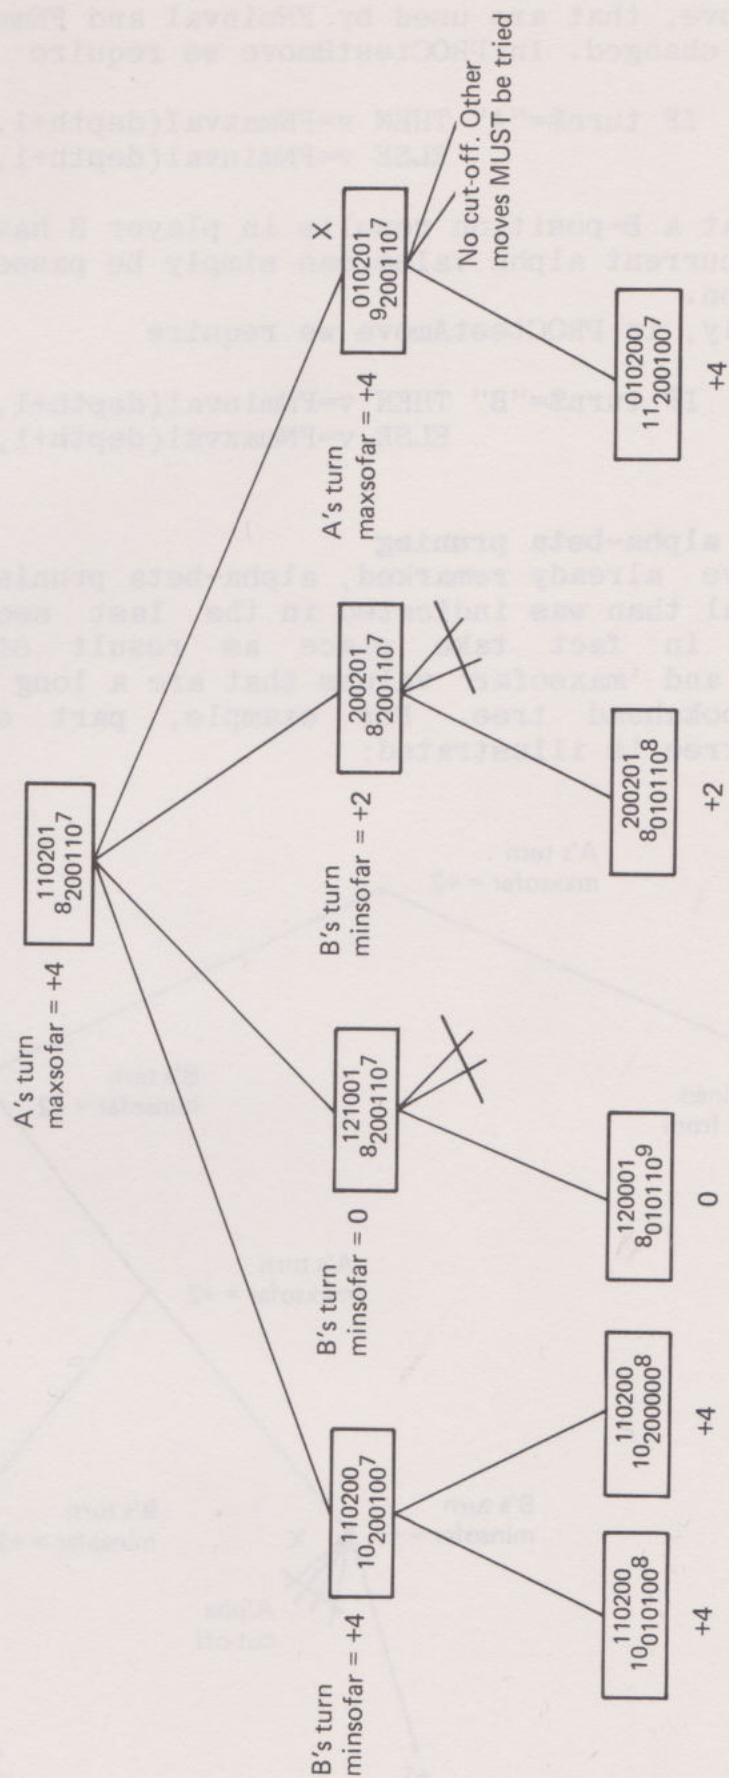 A's turn
maxsofar = +4
110201
8 200110 7
B's turn
minsofar = +4
110200
10 200100 7
B's turn
minsofar = 0
121001
8 200110 7
B's turn
minsofar = +2
200201
8 200110 7
A's turn
maxsofar = +4
010201
9 200110 7
X
No cut-off. Other
moves MUST be tried
110200
10 010100 8
+4
110200
10 200000 8
+4
120001
8 010110 9
0
200201
8 010110 8
+2
010200
11 200100 7
+4